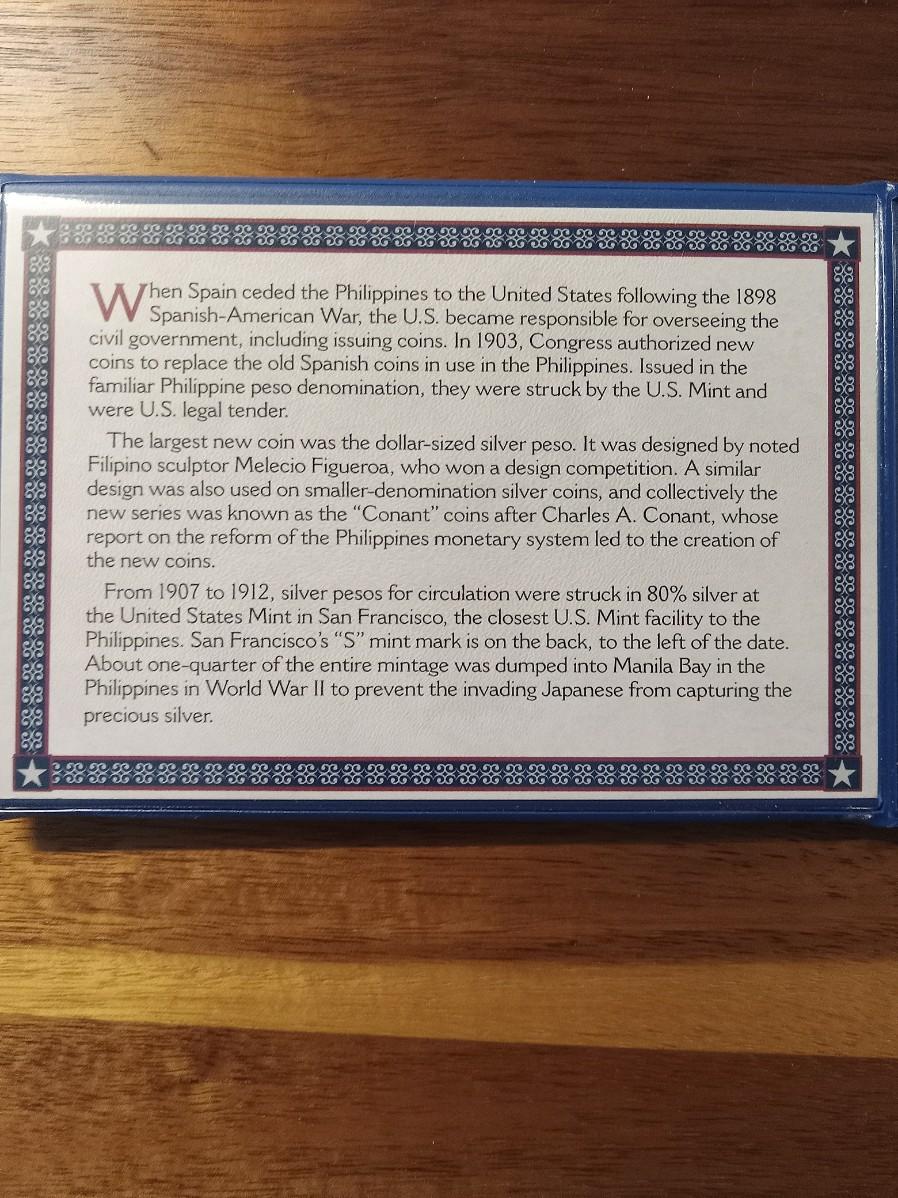 When Spain ceded the Philippines to the United States following the 1898
Spanish-American War, the U.S. became responsible for overseeing the
civil government, including issuing coins. In 1903, Congress authorized new
coins to replace the old Spanish coins in use in the Philippines. Issued in the
familiar Philippine peso denomination, they were struck by the U.S. Mint and
were U.S. legal tender.
The largest new coin was the dollar-sized silver peso. It was designed by noted
Filipino sculptor Melecio Figueroa, who won a design competition. A similar
design was also used on smaller-denomination silver coins, and collectively the
new series was known as the “Conant” coins after Charles A. Conant, whose
report on the reform of the Philippines monetary system led to the creation of
the new coins.
From 1907 to 1912, silver pesos for circulation were struck in 80% silver at
the United States Mint in San Francisco, the closest U.S. Mint facility to the
Philippines. San Francisco’s “S” mint mark is on the back, to the left of the date.
About one-quarter of the entire mintage was dumped into Manila Bay in the
Philippines in World War II to prevent the invading Japanese from capturing the
precious silver.